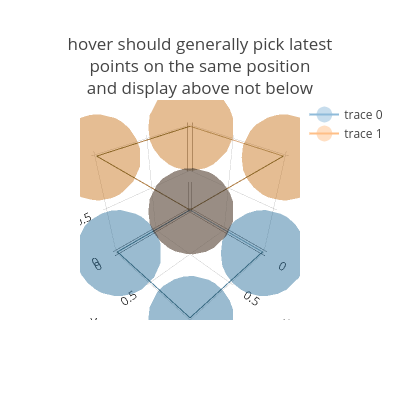 hover should generally pick latest
points on the same position
and display above not below
trace 0
trace 1
0.5
0
0
0.5
0.5